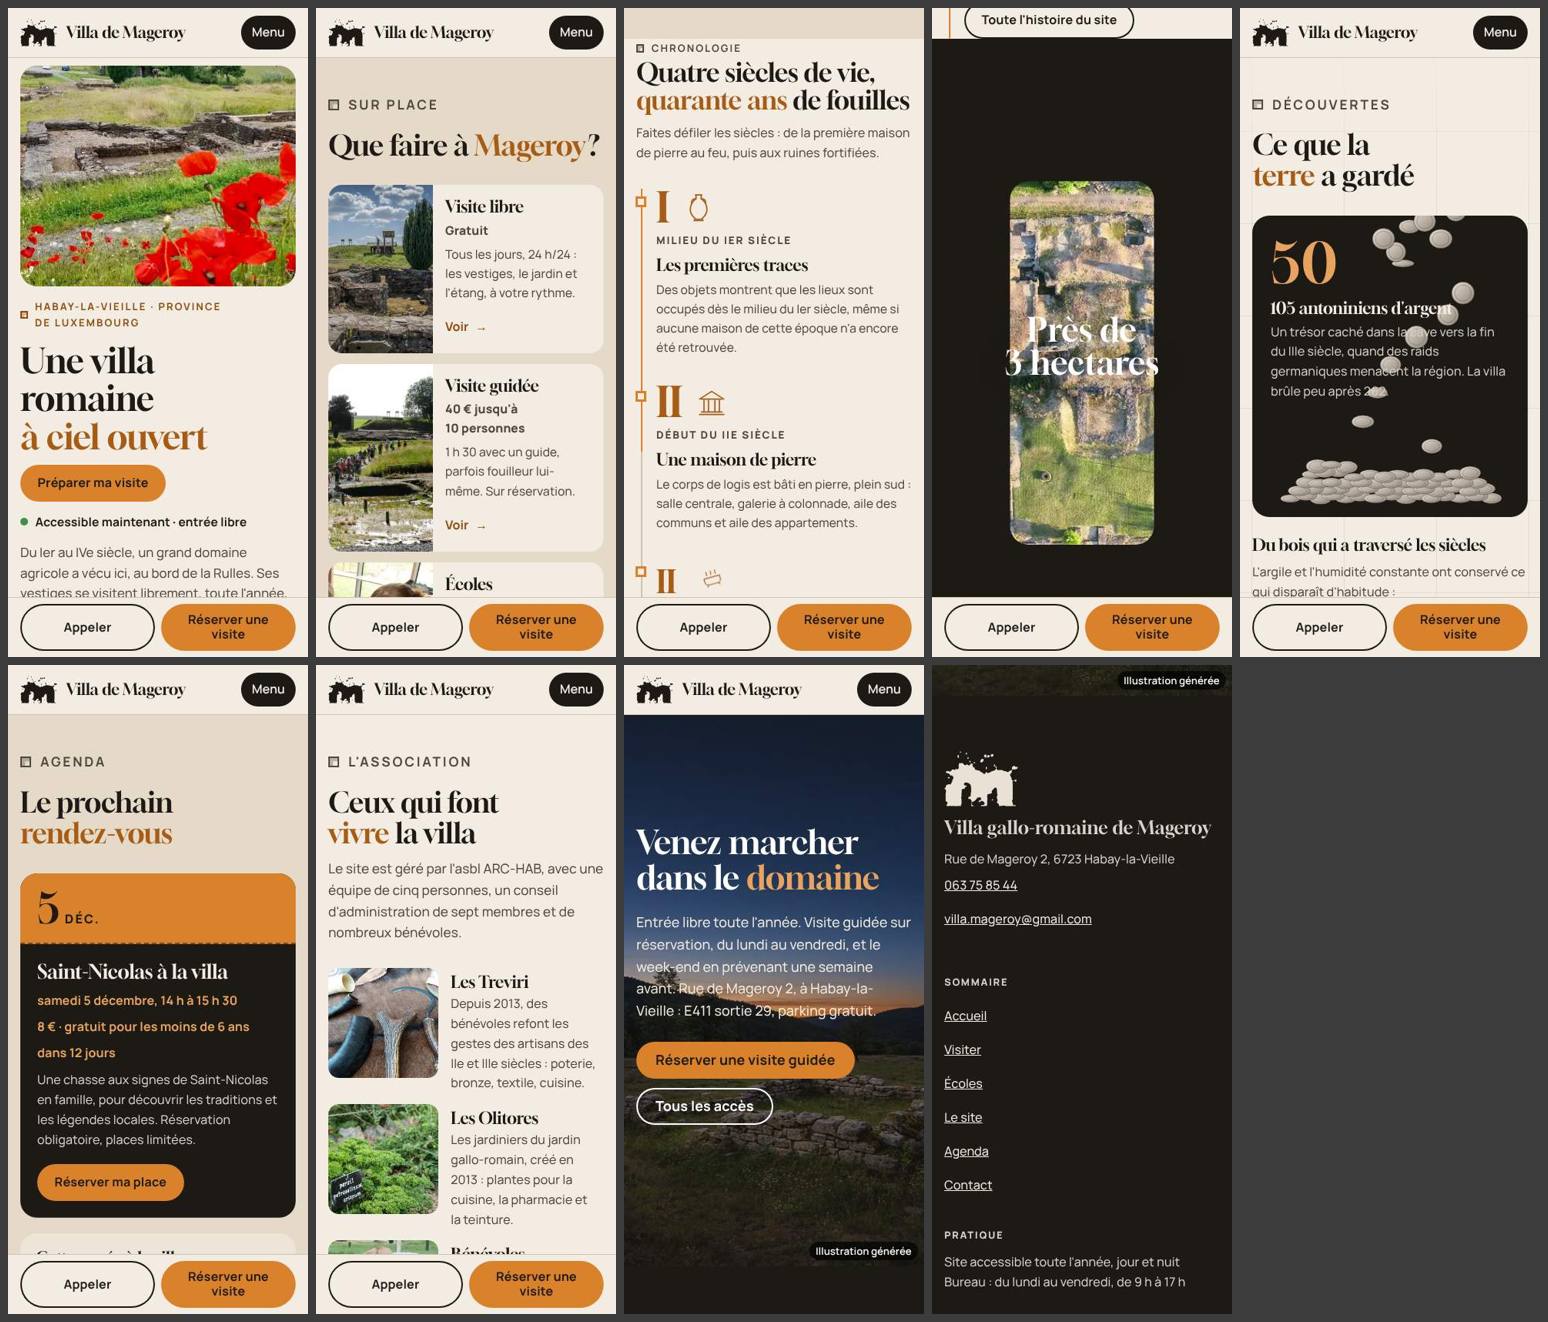 Villa de Mageroy
Menu
HABAY-LA-VIEILLE · PROVINCE
DE LUXEMBOURG
Une villa
romaine
à ciel ouvert
Préparer ma visite
Accessible maintenant · entrée libre
Du Ier au IVe siècle, un grand domaine
agricole a vécu ici, au bord de la Rulles. Ses
vestiges se visitent librement, toute l'année.
Appeler
Réserver une
visite
Villa de Mageroy
Menu
SUR PLACE
Que faire à Mageroy ?
Visite libre
Gratuit
Tous les jours, 24 h/24 :
les vestiges, le jardin et
l'étang, à votre rythme.
Voir →
Visite guidée
40 € jusqu'à
10 personnes
1 h 30 avec un guide,
parfois fouilleur lui-
même. Sur réservation.
Voir →
Écoles
Appeler
Réserver une
visite
CHRONOLOGIE
Quatre siècles de vie,
quarante ans de fouilles
Faites défiler les siècles : de la première maison
de pierre au feu, puis aux ruines fortifiées.
I
MILIEU DU IER SIÈCLE
Les premières traces
Des objets montrent que les lieux sont
occupés dès le milieu du Ier siècle, même si
aucune maison de cette époque n'a encore
été retrouvée.
II
DÉBUT DU IIE SIÈCLE
Une maison de pierre
Le corps de logis est bâti en pierre, plein sud :
salle centrale, galerie à colonnade, aile des
communs et aile des appartements.
II
Appeler
Réserver une
visite
Toute l'histoire du site
Près de
3 hectares
Appeler
Réserver une
visite
Villa de Mageroy
Menu
DÉCOUVERTES
Ce que la
terre a gardé
50
105 antoniniens d'argent
Un trésor caché dans la cave vers la fin
du IIIe siècle, quand des raids
germaniques menacent la région. La villa
brûle peu après 262.
Du bois qui a traversé les siècles
L'argile et l'humidité constante ont conservé ce
qui disparaît d'habitude :
Appeler
Réserver une
visite
Villa de Mageroy
Menu
AGENDA
Le prochain
rendez-vous
5 DÉC.
Saint-Nicolas à la villa
samedi 5 décembre, 14 h à 15 h 30
8 € · gratuit pour les moins de 6 ans
dans 12 jours
Une chasse aux signes de Saint-Nicolas
en famille, pour découvrir les traditions et
les légendes locales. Réservation
obligatoire, places limitées.
Réserver ma place
Appeler
Réserver une
visite
Villa de Mageroy
Menu
L'ASSOCIATION
Ceux qui font
vivre la villa
Le site est géré par l'asbl ARC-HAB, avec une
équipe de cinq personnes, un conseil
d'administration de sept membres et de
nombreux bénévoles.
Les Treviri
Depuis 2013, des
bénévoles refont les
gestes des artisans des
IIe et IIIe siècles : poterie,
bronze, textile, cuisine.
Les Olitores
Les jardiniers du jardin
gallo-romain, créé en
2013 : plantes pour la
cuisine, la pharmacie et
la teinture.
Bénévoles
Appeler
Réserver une
visite
Villa de Mageroy
Menu
Venez marcher
dans le domaine
Entrée libre toute l'année. Visite guidée sur
réservation, du lundi au vendredi, et le
week-end en prévenant une semaine
avant. Rue de Mageroy 2, à Habay-la-
Vieille : E411 sortie 29, parking gratuit.
Réserver une visite guidée
Tous les accès
Illustration générée
Illustration générée
Villa gallo-romaine de Mageroy
Rue de Mageroy 2, 6723 Habay-la-Vieille
063 75 85 44
villa.mageroy@gmail.com
SOMMAIRE
Accueil
Visiter
Écoles
Le site
Agenda
Contact
PRATIQUE
Site accessible toute l'année, jour et nuit
Bureau : du lundi au vendredi, de 9 h à 17 h